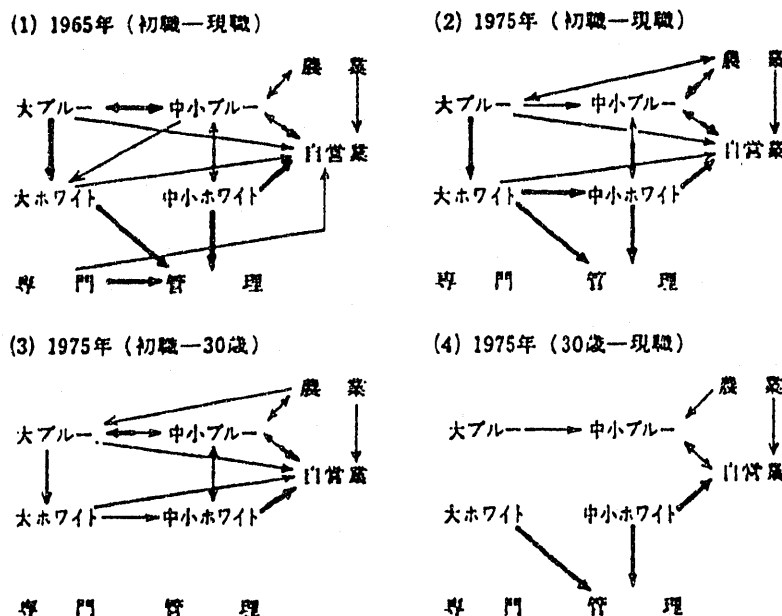 (1) 1965年（初職―現職）
農業
大ブルー 中小ブルー
自営業
大ホワイト 中小ホワイト
専門 管理
(2) 1975年（初職―現職）
農業
大ブルー 中小ブルー
自営業
大ホワイト 中小ホワイト
専門 管理
(3) 1975年（初職―30歳）
農業
大ブルー 中小ブルー
自営業
大ホワイト 中小ホワイト
専門 管理
(4) 1975年（30歳―現職）
農業
大ブルー 中小ブルー
自営業
大ホワイト 中小ホワイト
専門 管理